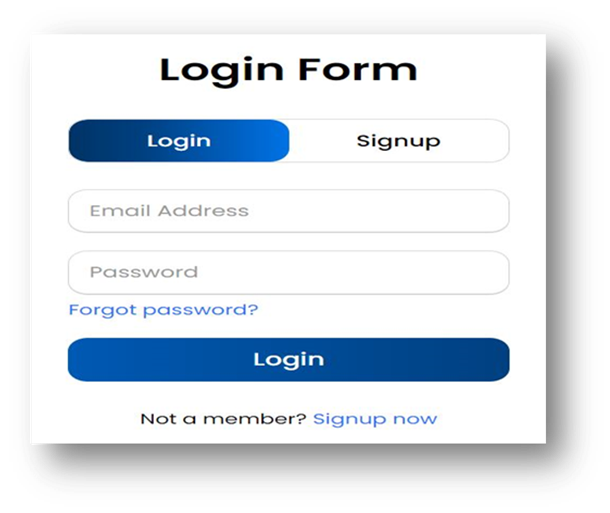 Login Form
Login Signup
Email Address
Password
Forgot password?
Login
Not a member? Signup now